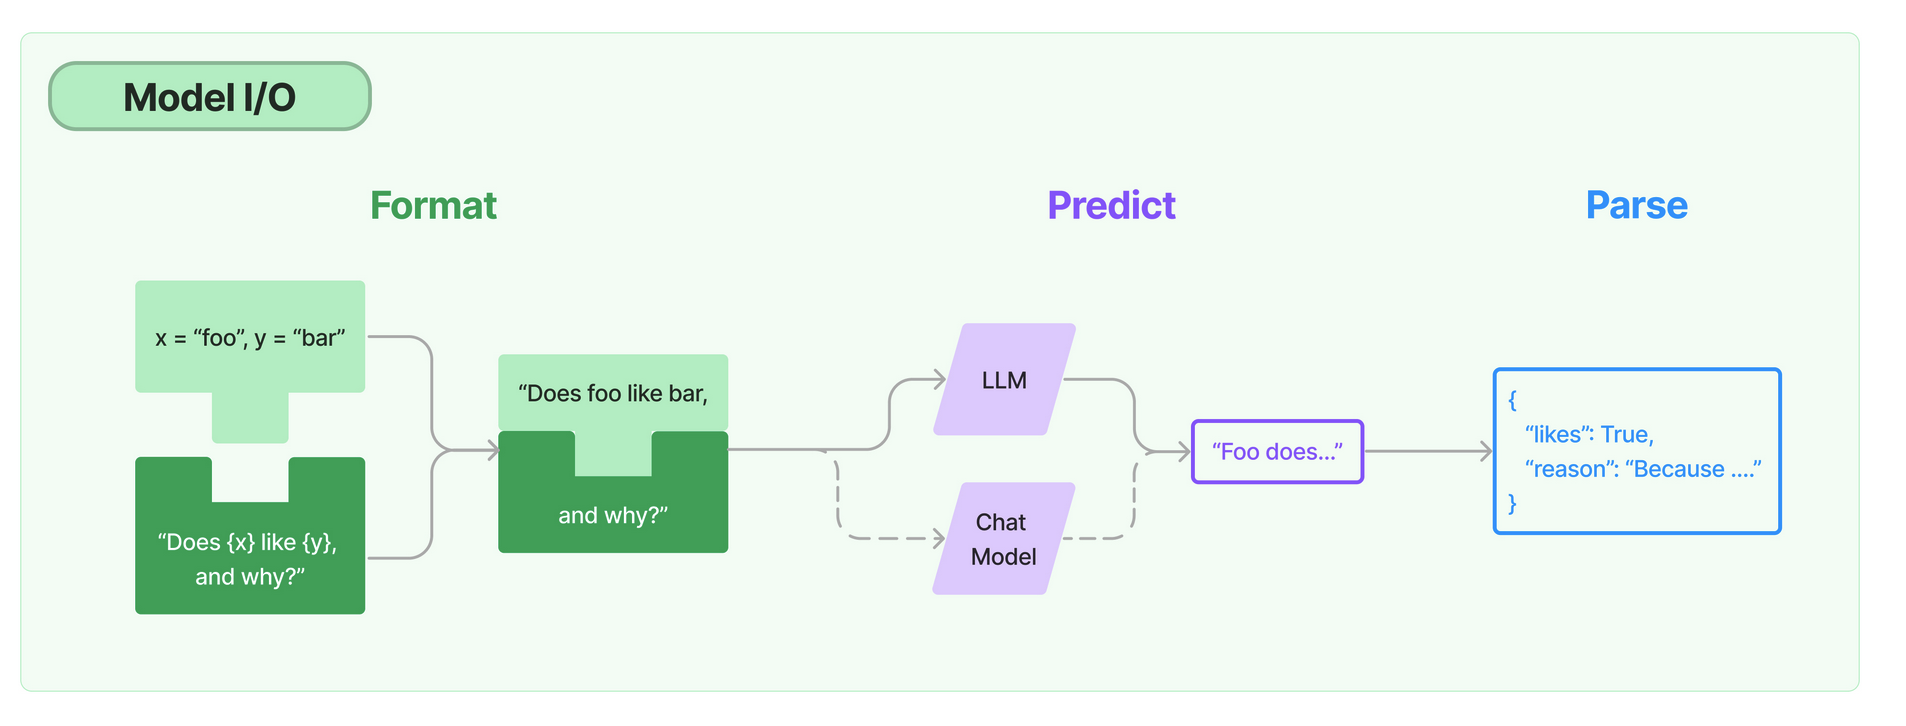 Model I/O
Format
Predict
Parse
x = “foo”, y = “bar”
“Does {x} like {y},
and why?”
“Does foo like bar,
and why?”
LLM
Chat
Model
“Foo does...”
{
“likes”: True,
“reason”: “Because ....”
}